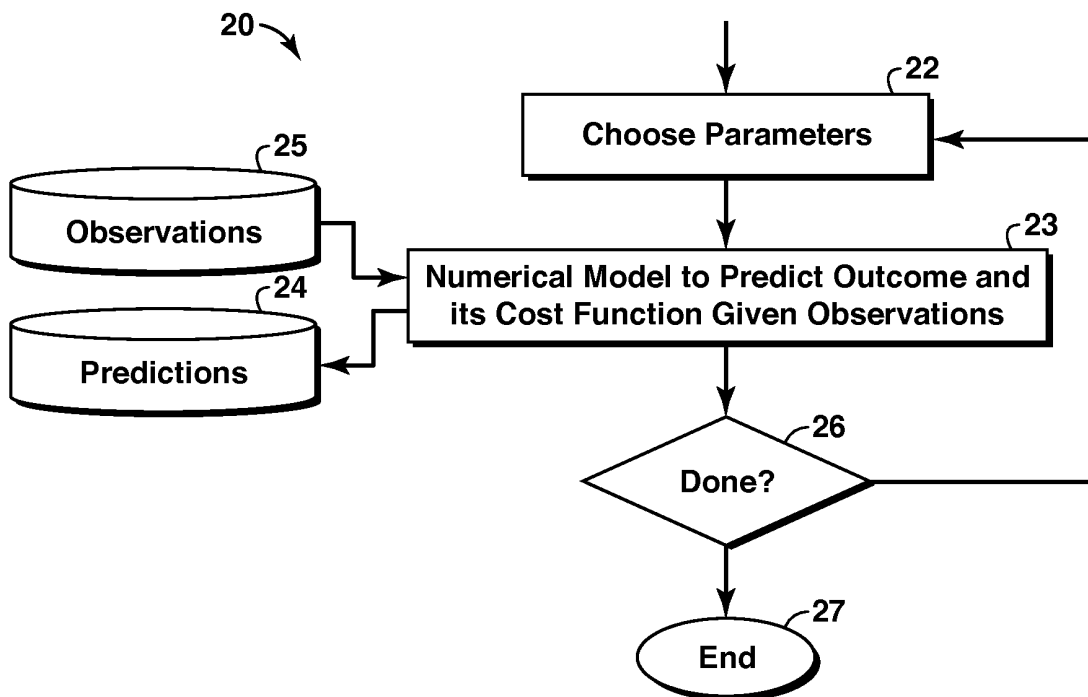 20
22
Choose Parameters
25
Observations
23
Numerical Model to Predict Outcome and
its Cost Function Given Observations
24
Predictions
26
Done?
27
End